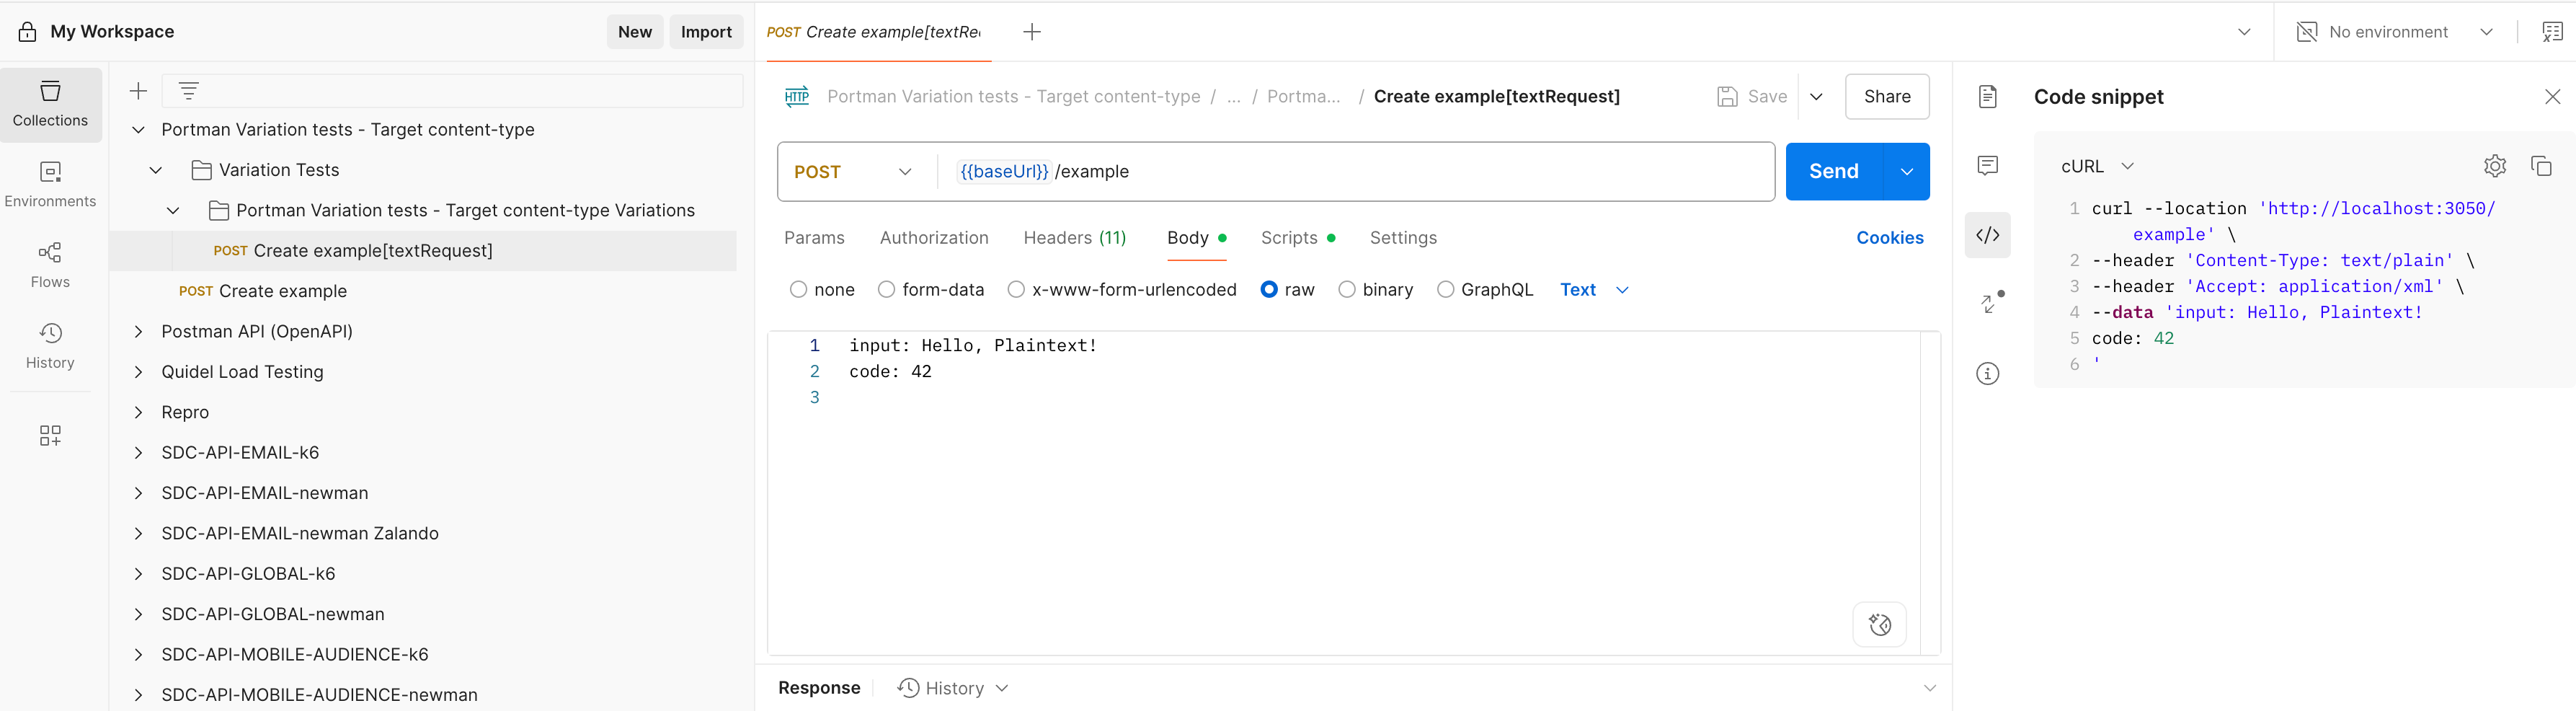 My Workspace
New
Import
POST Create example[textRe
No environment
Collections
Environments
Flows
History
Portman Variation tests - Target content-type
Variation Tests
Portman Variation tests - Target content-type Variations
POST Create example[textRequest]
POST Create example
Postman API (OpenAPI)
Quidel Load Testing
Repro
SDC-API-EMAIL-k6
SDC-API-EMAIL-newman
SDC-API-EMAIL-newman Zalando
SDC-API-GLOBAL-k6
SDC-API-GLOBAL-newman
SDC-API-MOBILE-AUDIENCE-k6
SDC-API-MOBILE-AUDIENCE-newman
HTTP Portman Variation tests - Target content-type / ... / Portma... / Create example[textRequest]
Save
Share
POST {{baseUrl}}/example
Send
Params Authorization Headers (11) Body Scripts Settings Cookies
none form-data x-www-form-urlencoded raw binary GraphQL Text
1 input: Hello, Plaintext!
2 code: 42
3
Response History
Code snippet
cURL
1 curl --location 'http://localhost:3050/
example' \
2 --header 'Content-Type: text/plain' \
3 --header 'Accept: application/xml' \
4 --data 'input: Hello, Plaintext!
5 code: 42
6 '